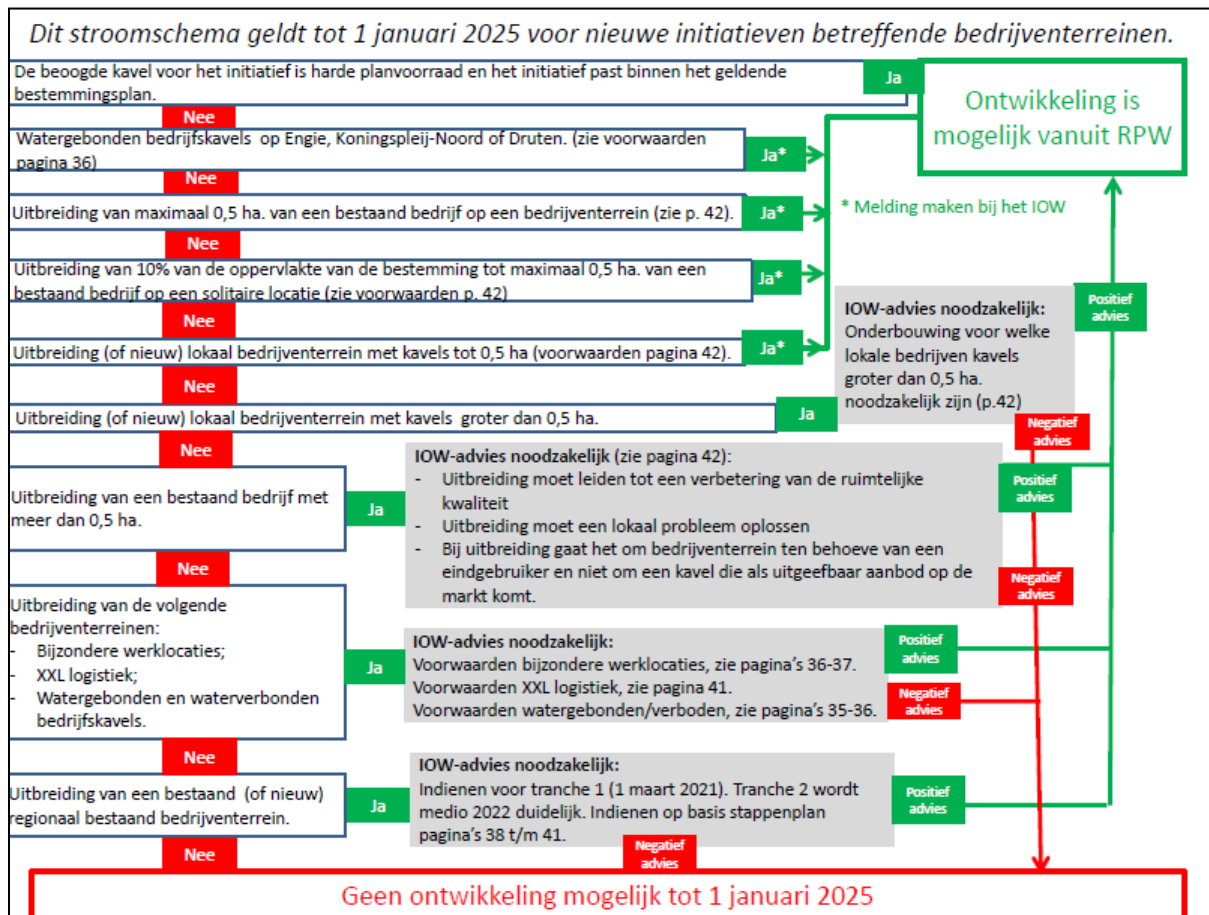 Dit stroomschema geldt tot 1 januari 2025 voor nieuwe initiatieven betreffende bedrijventerreinen.
De beoogde kavel voor het initiatief is harde planvoorraad en het initiatief past binnen het geldende
bestemmingsplan.
Ja
Ontwikkeling is
mogelijk vanuit RPW
Nee
Watergebonden bedrijfskavels op Engie, Koningspleij-Noord of Druten. (zie voorwaarden
pagina 36)
Ja*
Nee
Uitbreiding van maximaal 0,5 ha. van een bestaand bedrijf op een bedrijventerrein (zie p. 42).
Ja*
* Melding maken bij het IOW
Nee
Uitbreiding van 10% van de oppervlakte van de bestemming tot maximaal 0,5 ha. van een
bestaand bedrijf op een solitaire locatie (zie voorwaarden p. 42)
Ja*
Nee
Uitbreiding (of nieuw) lokaal bedrijventerrein met kavels tot 0,5 ha (voorwaarden pagina 42).
Ja*
Nee
Uitbreiding (of nieuw) lokaal bedrijventerrein met kavels groter dan 0,5 ha.
Ja
IOW-advies noodzakelijk:
Onderbouwing voor welke
lokale bedrijven kavels
groter dan 0,5 ha.
noodzakelijk zijn (p.42)
Positief
advies
Negatief
advies
Nee
Uitbreiding van een bestaand bedrijf met
meer dan 0,5 ha.
Ja
IOW-advies noodzakelijk (zie pagina 42):
- Uitbreiding moet leiden tot een verbetering van de ruimtelijke
kwaliteit
- Uitbreiding moet een lokaal probleem oplossen
- Bij uitbreiding gaat het om bedrijventerrein ten behoeve van een
eindgebruiker en niet om een kavel die als uitgeefbaar aanbod op de
markt komt.
Positief
advies
Negatief
advies
Nee
Uitbreiding van de volgende
bedrijventerreinen:
- Bijzondere werklocaties;
- XXL logistiek;
- Watergebonden en waterverbonden
bedrijfskavels.
Ja
IOW-advies noodzakelijk:
Voorwaarden bijzondere werklocaties, zie pagina's 36-37.
Voorwaarden XXL logistiek, zie pagina 41.
Voorwaarden watergebonden/verboden, zie pagina's 35-36.
Positief
advies
Negatief
advies
Nee
Uitbreiding van een bestaand (of nieuw)
regionaal bestaand bedrijventerrein.
Ja
IOW-advies noodzakelijk:
Indienen voor tranche 1 (1 maart 2021). Tranche 2 wordt
medio 2022 duidelijk. Indienen op basis stappenplan
pagina's 38 t/m 41.
Positief
advies
Negatief
advies
Nee
Geen ontwikkeling mogelijk tot 1 januari 2025